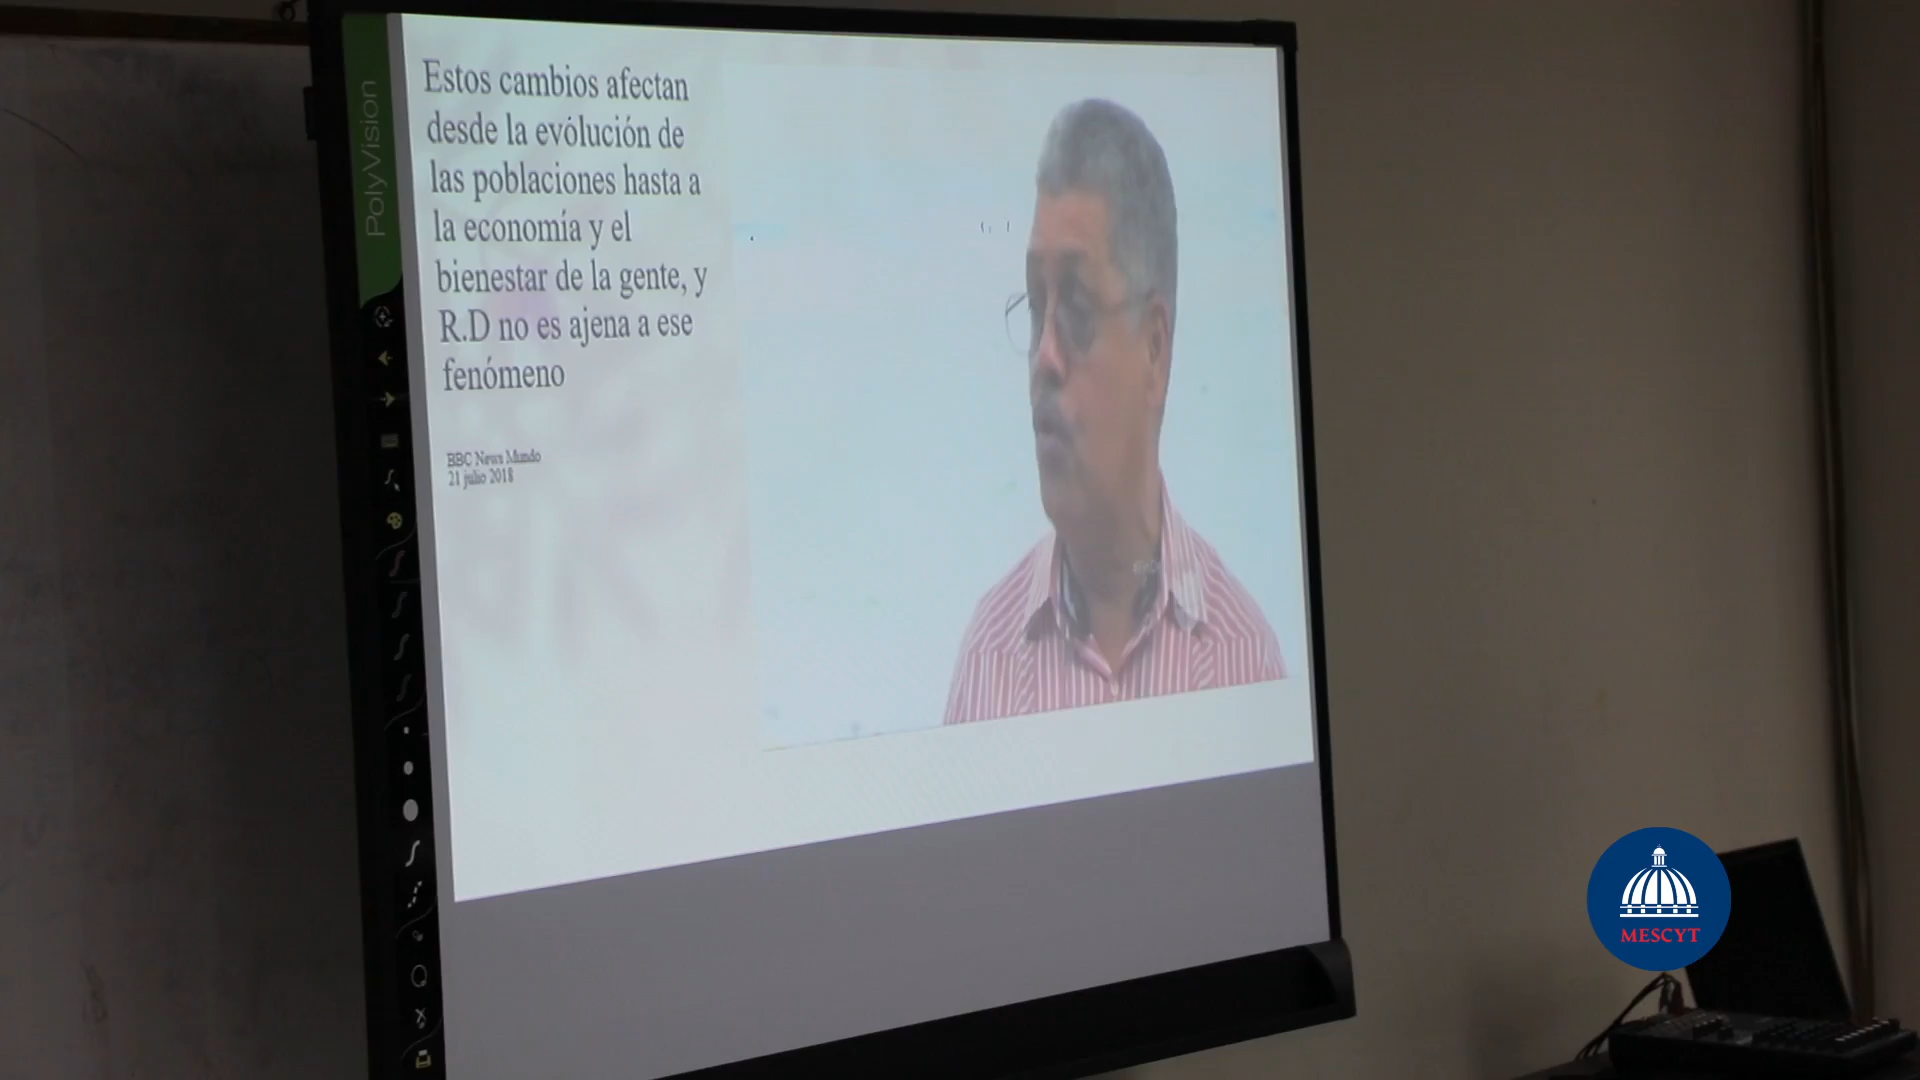 PolyVision
Estos cambios afectan
desde la evolución de
las poblaciones hasta a
la economía y el
bienestar de la gente, y
R.D no es ajena a ese
fenómeno
BBC News Mundo
21 julio 2018
MESCYT